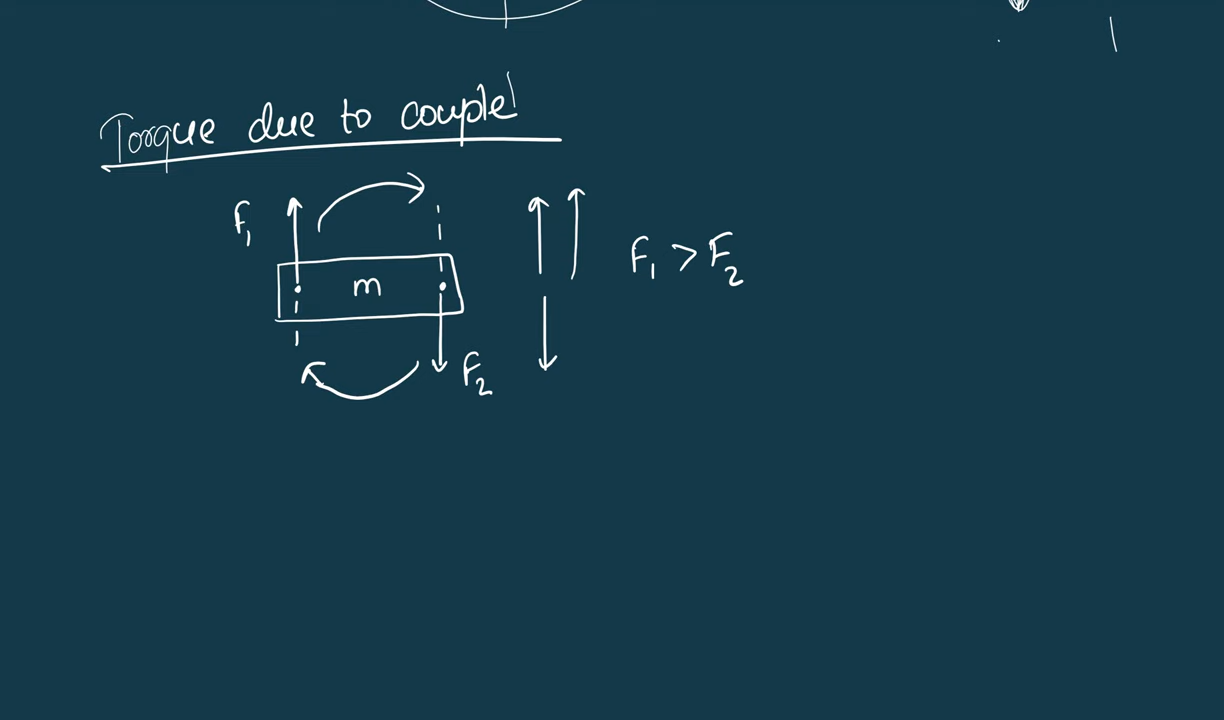 Torque due to couple
F₁
m
F₁ > F₂
F₂